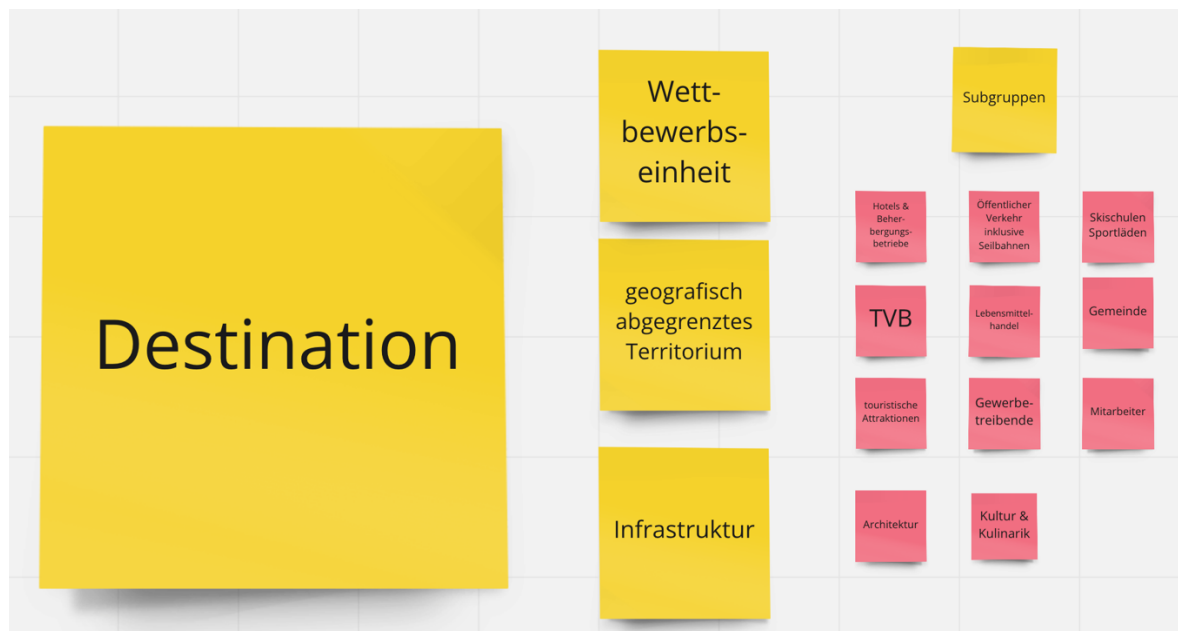 Destination
Wett-
bewerbs-
einheit
geografisch
abgegrenztes
Territorium
Infrastruktur
Subgruppen
Hotels &
Beher-
bergungs-
betriebe
Öffentlicher
Verkehr
inklusive
Seilbahnen
Skischulen
Sportläden
TVB
Lebensmittel-
handel
Gemeinde
touristische
Attraktionen
Gewerbe-
treibende
Mitarbeiter
Architektur
Kultur &
Kulinarik